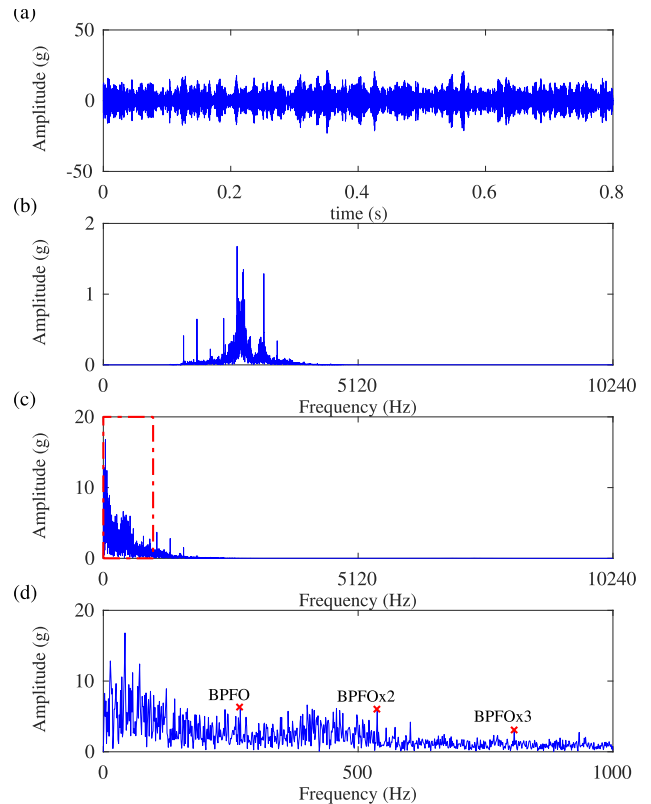 (a)
50
0
-50
Amplitude (g)
0 0.2 0.4 0.6 0.8
time (s)
(b)
2
1
0
Amplitude (g)
0 5120 10240
Frequency (Hz)
(c)
20
10
0
Amplitude (g)
0 5120 10240
Frequency (Hz)
(d)
20
10
0
Amplitude (g)
BPFO
BPFOx2
BPFOx3
0 500 1000
Frequency (Hz)